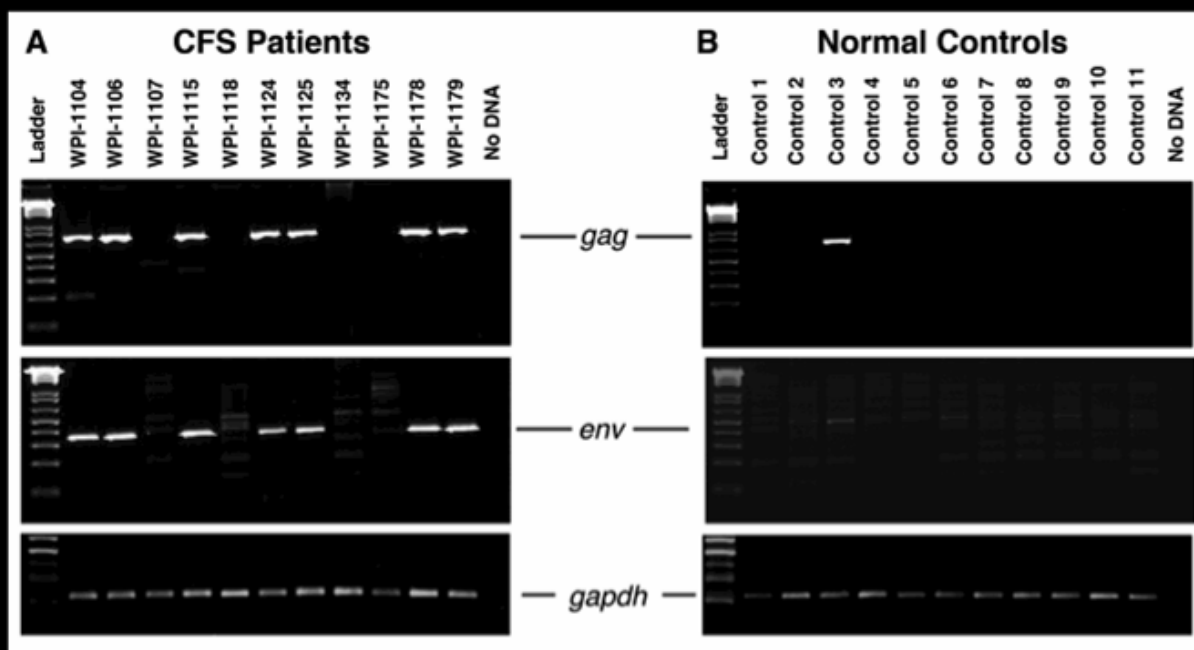 A CFS Patients
Ladder
WPI-1104
WPI-1106
WPI-1107
WPI-1115
WPI-1118
WPI-1124
WPI-1125
WPI-1134
WPI-1175
WPI-1178
WPI-1179
No DNA
B Normal Controls
Ladder
Control 1
Control 2
Control 3
Control 4
Control 5
Control 6
Control 7
Control 8
Control 9
Control 10
Control 11
No DNA
gag
env
gapdh